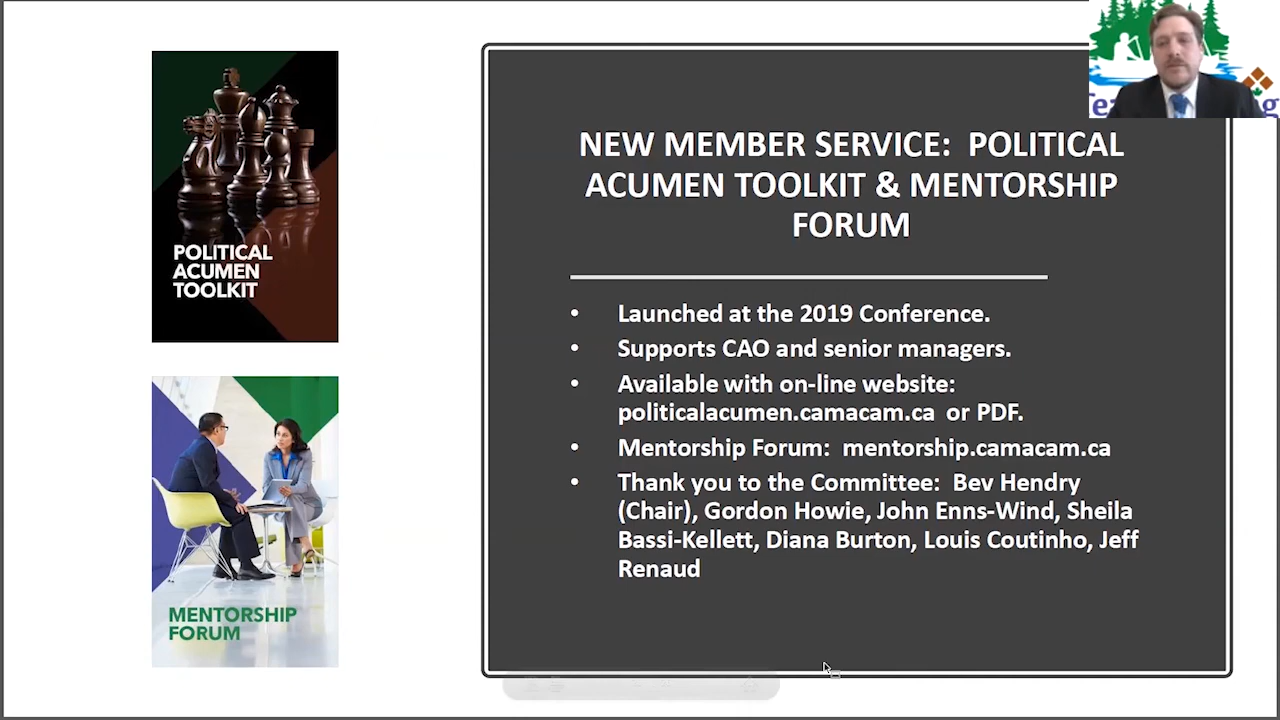 POLITICAL
ACUMEN
TOOLKIT
MENTORSHIP
FORUM
NEW MEMBER SERVICE: POLITICAL
ACUMEN TOOLKIT & MENTORSHIP
FORUM
• Launched at the 2019 Conference.
• Supports CAO and senior managers.
• Available with on-line website:
politicalacumen.camacam.ca or PDF.
• Mentorship Forum: mentorship.camacam.ca
• Thank you to the Committee: Bev Hendry
(Chair), Gordon Howie, John Enns-Wind, Sheila
Bassi-Kellett, Diana Burton, Louis Coutinho, Jeff
Renaud